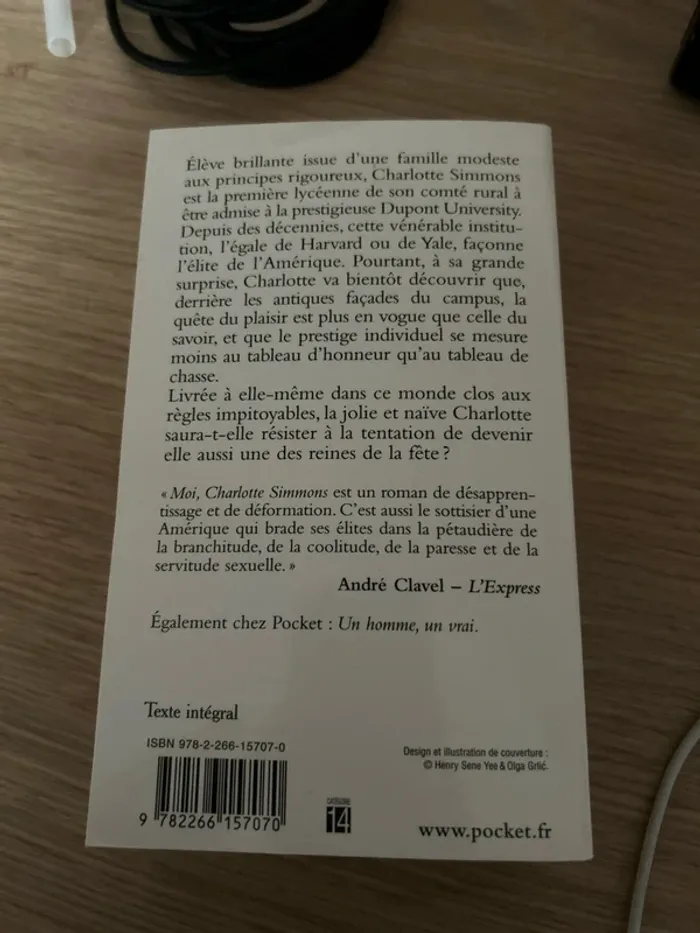 Élève brillante issue d'une famille modeste
aux principes rigoureux, Charlotte Simmons
est la première lycéenne de son comté rural à
être admise à la prestigieuse Dupont University.
Depuis des décennies, cette vénérable institu-
tion, l'égale de Harvard ou de Yale, façonne
l'élite de l'Amérique. Pourtant, à sa grande
surprise, Charlotte va bientôt découvrir que,
derrière les antiques façades du campus, la
quête du plaisir est plus en vogue que celle du
savoir, et que le prestige individuel se mesure
moins au tableau d'honneur qu'au tableau de
chasse.
Livrée à elle-même dans ce monde clos aux
règles impitoyables, la jolie et naïve Charlotte
saura-t-elle résister à la tentation de devenir
elle aussi une des reines de la fête ?
« Moi, Charlotte Simmons est un roman de désappren-
tissage et de déformation. C'est aussi le sottisier d'une
Amérique qui brade ses élites dans la pétaudière de
la branchitude, de la coolitude, de la paresse et de la
servitude sexuelle. »
André Clavel – L'Express
Également chez Pocket : Un homme, un vrai.
Texte intégral
ISBN 978-2-266-15707-0
9 782266 157070
CATÉGORIE
14
Design et illustration de couverture :
© Henry Sene Yee & Olga Grlic.
www.pocket.fr